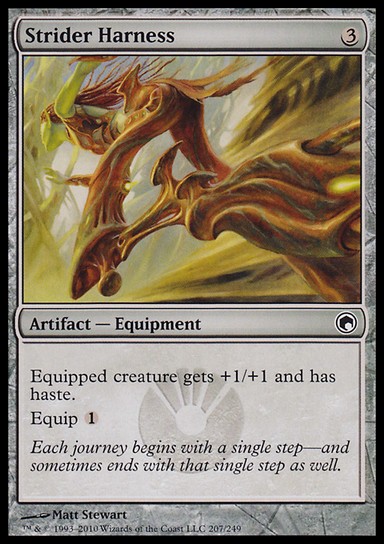 Strider Harness 3
Artifact — Equipment
Equipped creature gets +1/+1 and has
haste.
Equip 1
Each journey begins with a single step—and
sometimes ends with that single step as well.
Matt Stewart
™ & © 1993–2010 Wizards of the Coast LLC 207/249